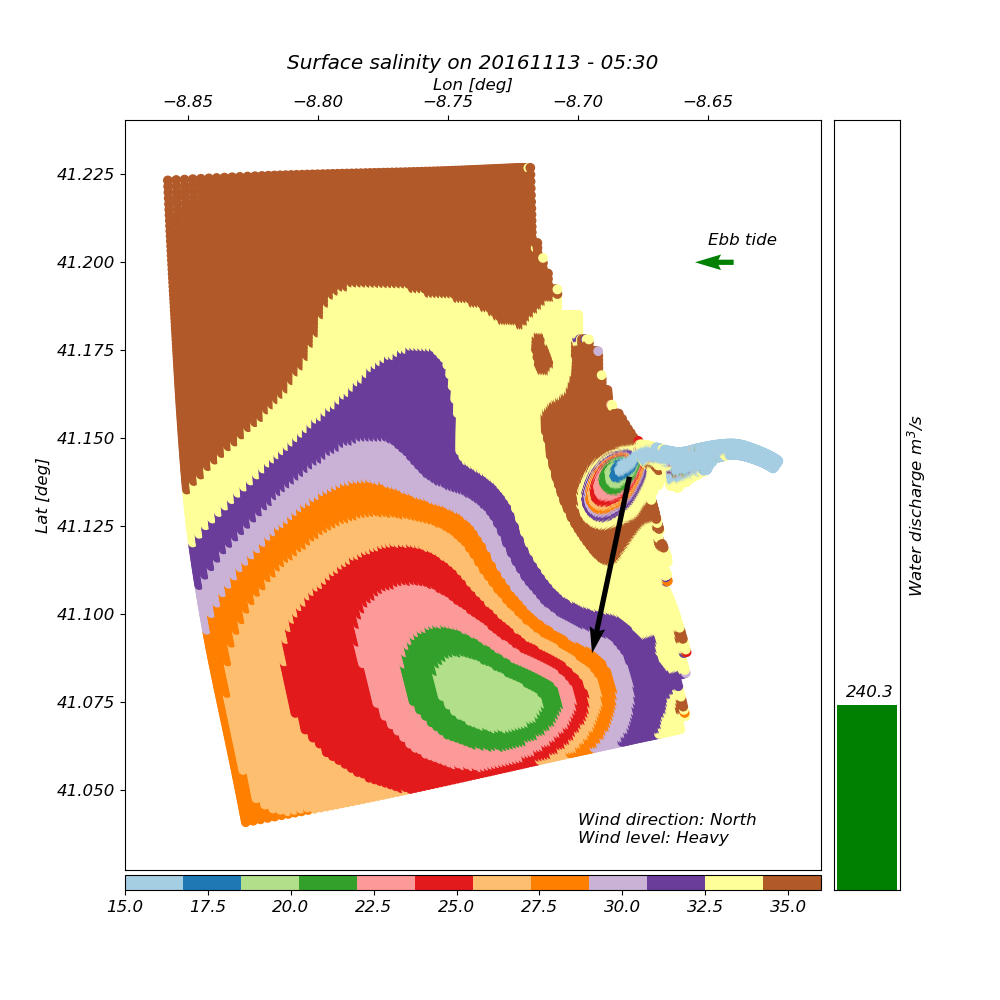 Surface salinity on 20161113 - 05:30
Lon [deg]
−8.85 −8.80 −8.75 −8.70 −8.65
41.225
41.200
41.175
41.150
41.125
41.100
41.075
41.050
Lat [deg]
Ebb tide
Wind direction: North
Wind level: Heavy
15.0 17.5 20.0 22.5 25.0 27.5 30.0 32.5 35.0
240.3
Water discharge m³/s